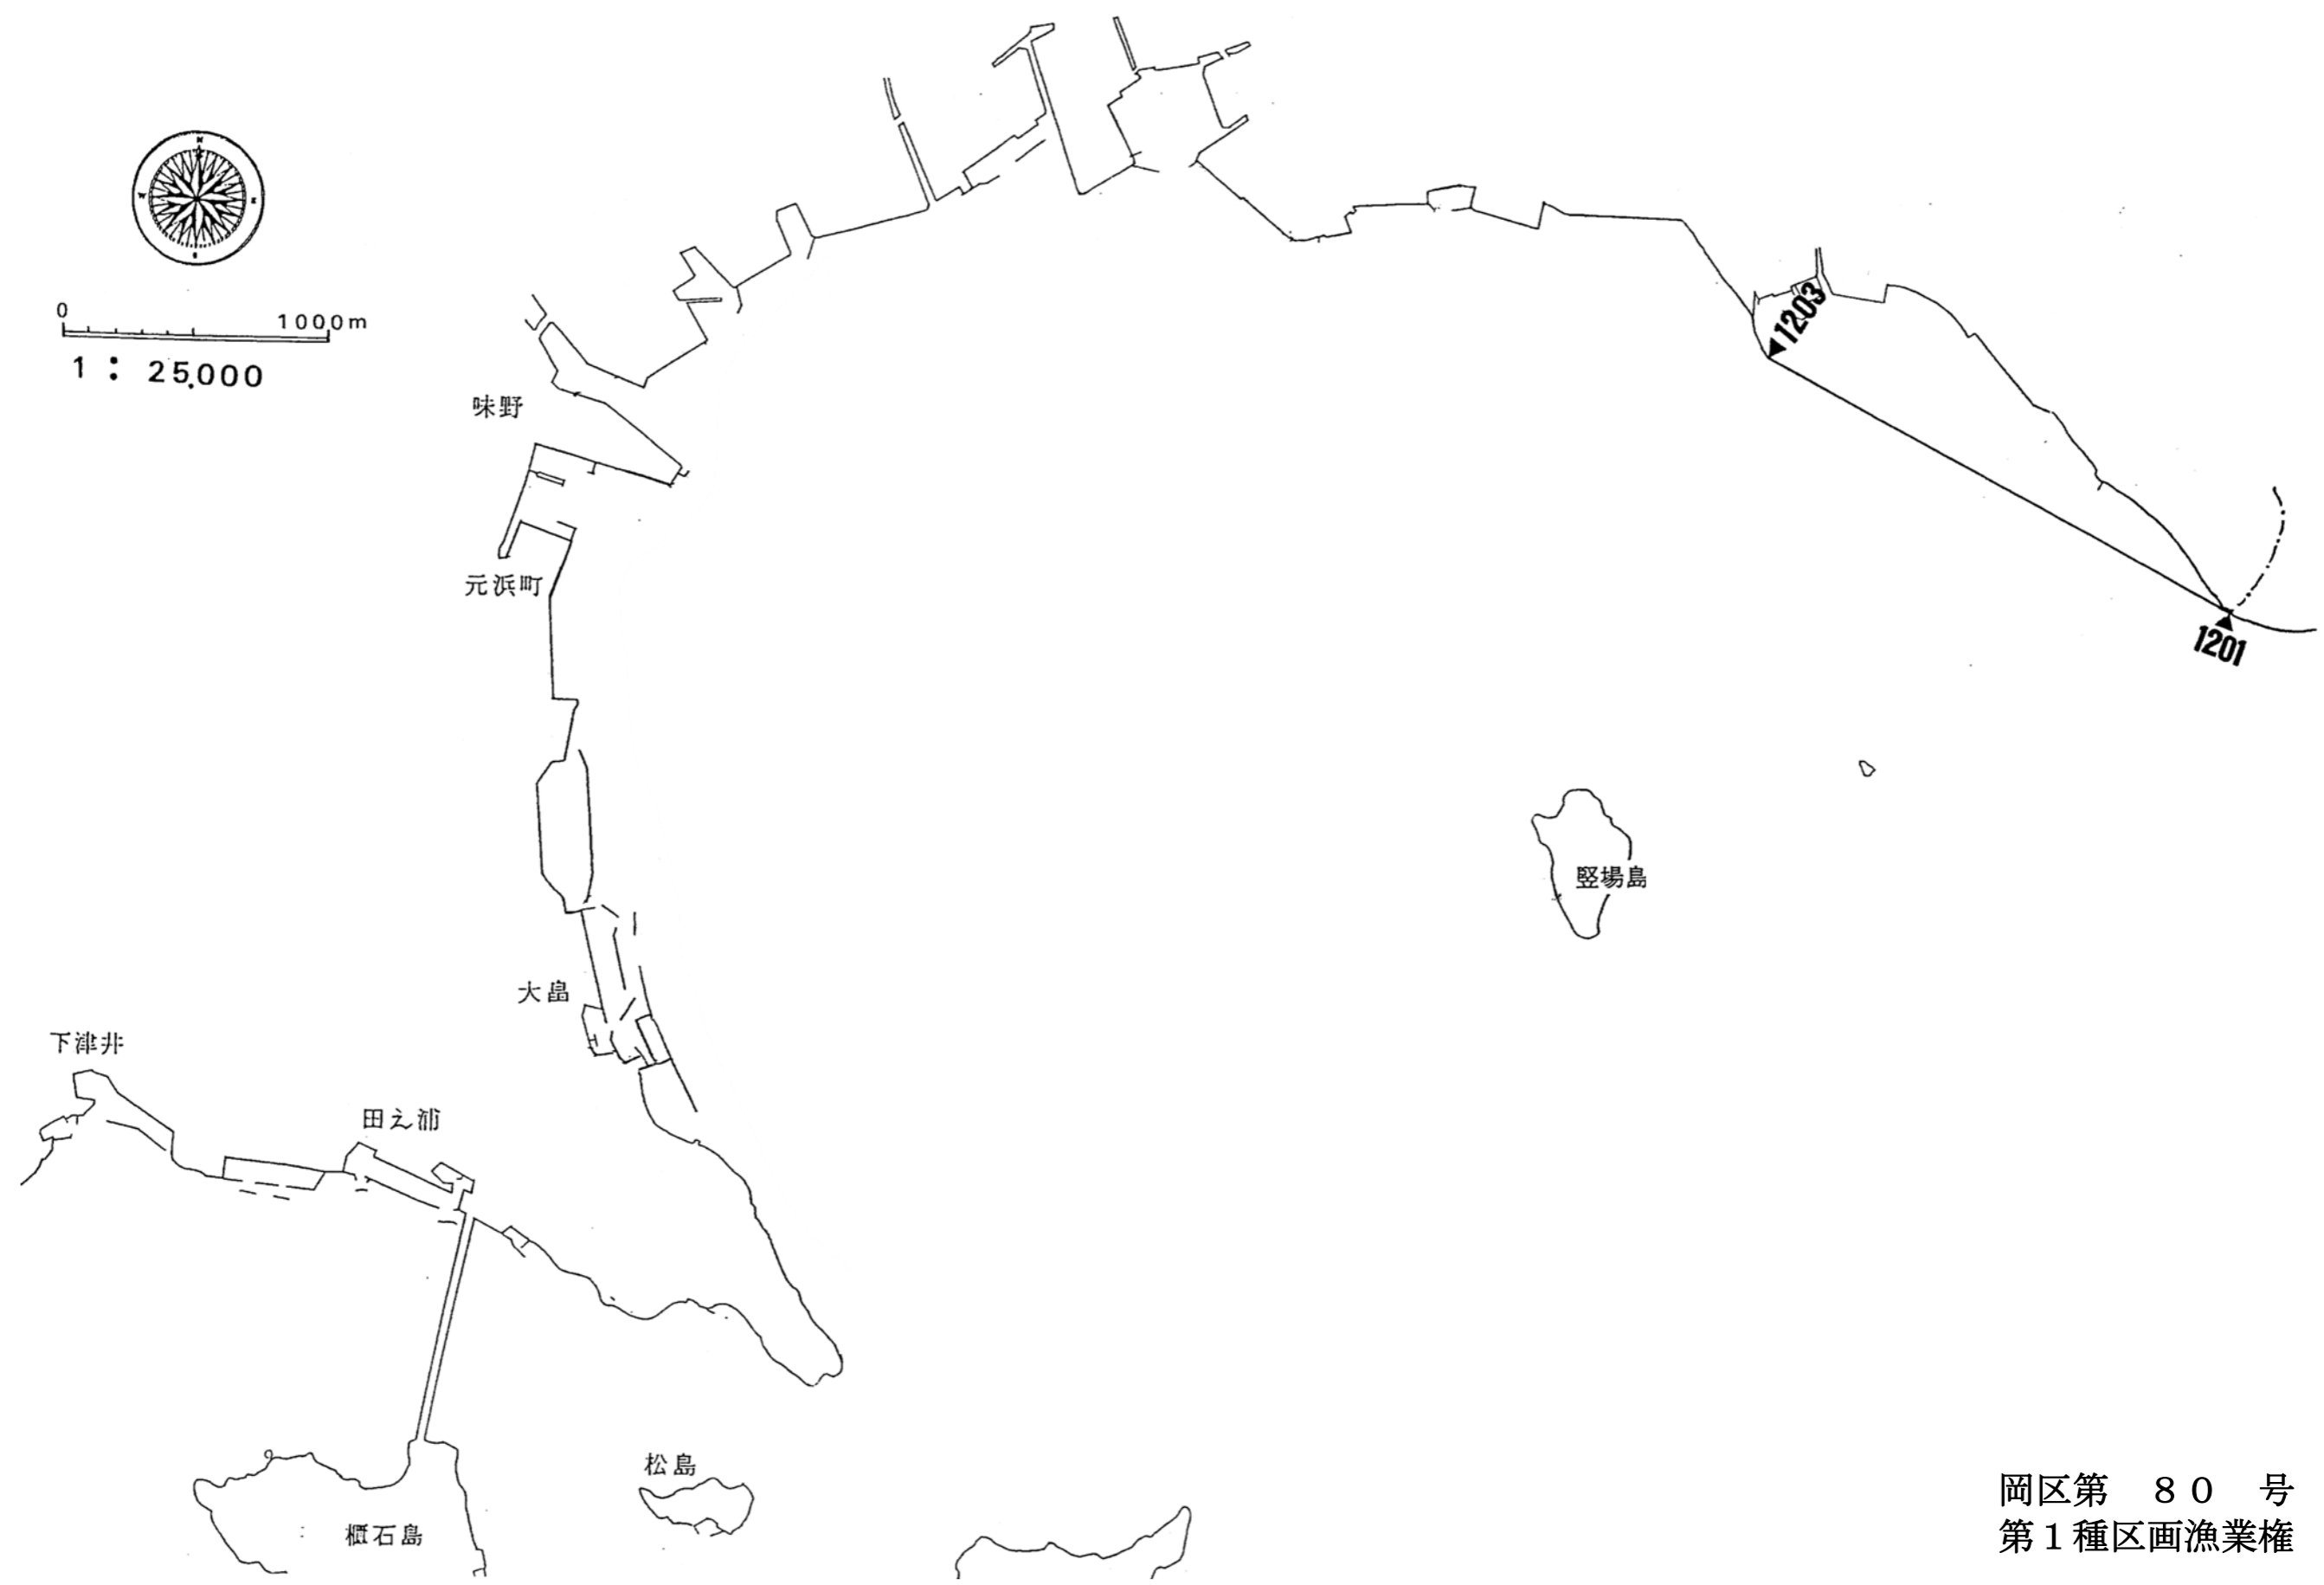 0 1000m
1 : 25,000
1203
味野
元浜町
1201
竪場島
大畠
下津井
田之浦
松島
櫃石島
岡区第 80 号
第1種区画漁業権